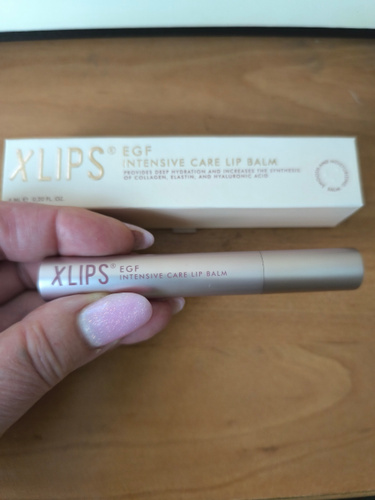 XLIPS® EGF
INTENSIVE CARE LIP BALM
PROVIDES DEEP HYDRATION AND INCREASES THE SYNTHESIS
OF COLLAGEN, ELASTIN, AND HYALURONIC ACID
XLIPS® EGF
INTENSIVE CARE LIP BALM